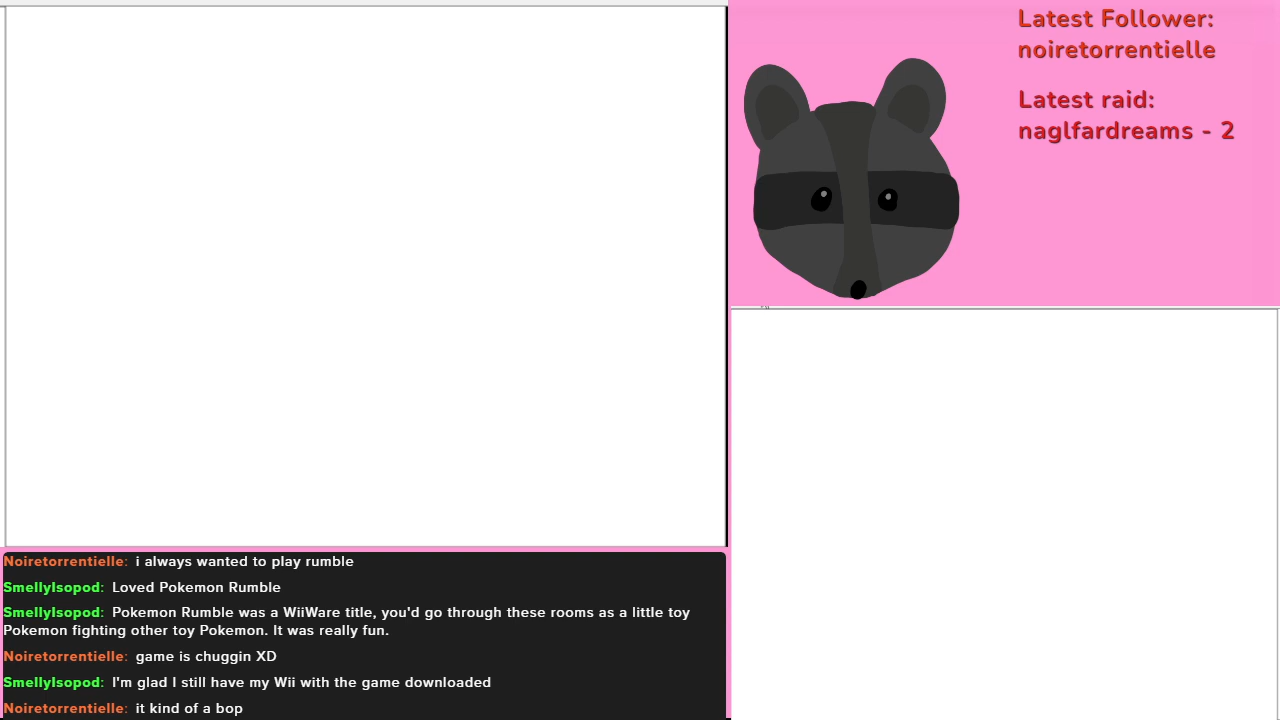 Latest Follower:
noiretorrentielle
Latest raid:
naglfardreams - 2
Noiretorrentielle: i always wanted to play rumble
SmellyIsopod: Loved Pokemon Rumble
SmellyIsopod: Pokemon Rumble was a WiiWare title, you'd go through these rooms as a little toy
Pokemon fighting other toy Pokemon. It was really fun.
Noiretorrentielle: game is chuggin XD
SmellyIsopod: I'm glad I still have my Wii with the game downloaded
Noiretorrentielle: it kind of a bop